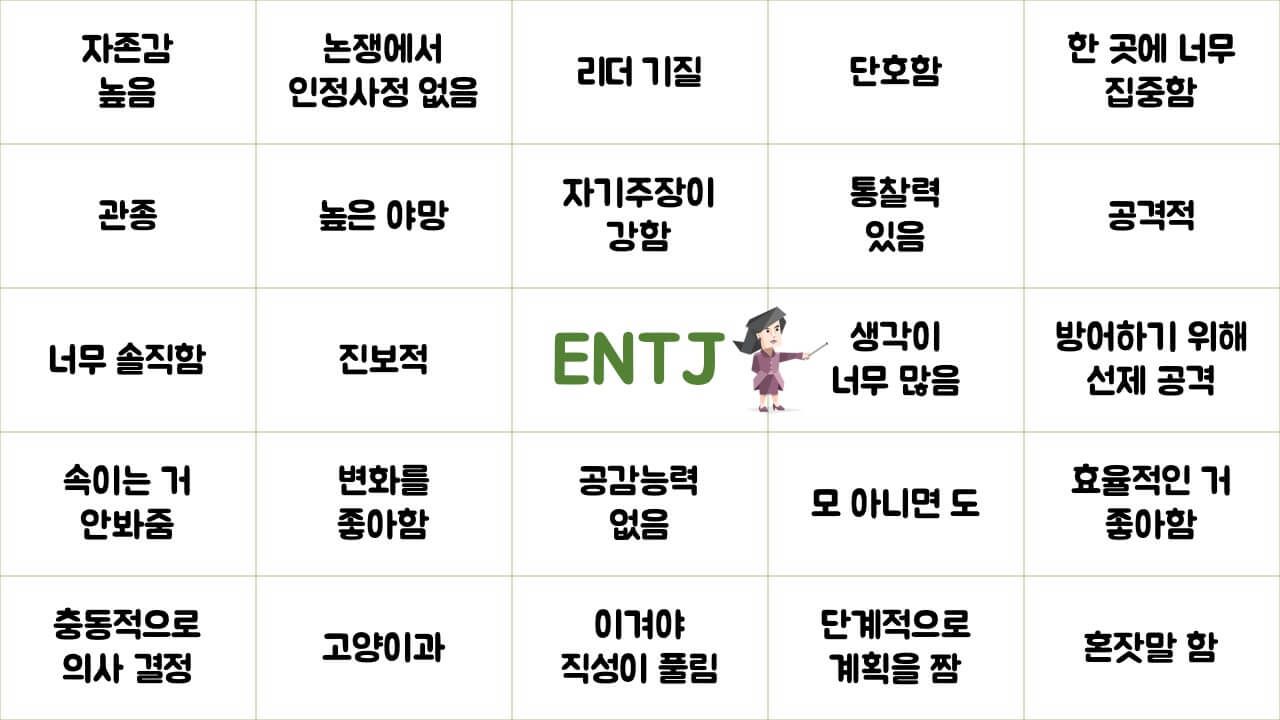 자존감
높음
논쟁에서
인정사정 없음
리더 기질
단호함
한 곳에 너무
집중함
관종
높은 야망
자기주장이
강함
통찰력
있음
공격적
너무 솔직함
진보적
ENTJ
생각이
너무 많음
방어하기 위해
선제 공격
속이는 거
안봐줌
변화를
좋아함
공감능력
없음
모 아니면 도
효율적인 거
좋아함
충동적으로
의사 결정
고양이과
이겨야
직성이 풀림
단계적으로
계획을 짬
혼잣말 함